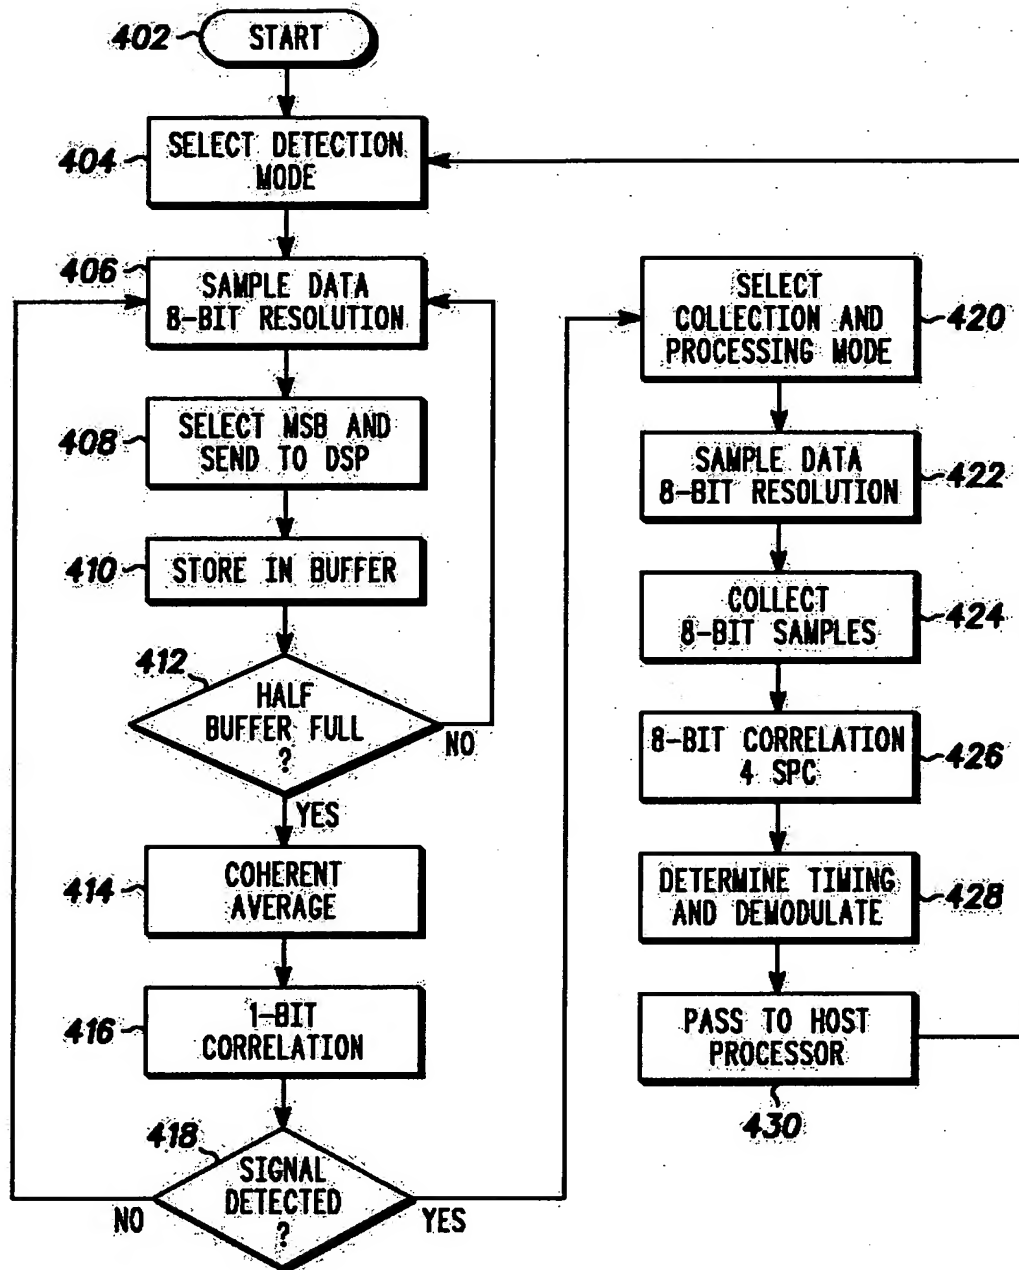 402
START
404
SELECT DETECTION
MODE
406
SAMPLE DATA
8-BIT RESOLUTION
408
SELECT MSB AND
SEND TO DSP
410
STORE IN BUFFER
412
HALF
BUFFER FULL
?
NO
YES
414
COHERENT
AVERAGE
416
1-BIT
CORRELATION
418
SIGNAL
DETECTED
?
NO
YES
SELECT
COLLECTION AND
PROCESSING MODE
420
SAMPLE DATA
8-BIT RESOLUTION
422
COLLECT
8-BIT SAMPLES
424
8-BIT CORRELATION
4 SPC
426
DETERMINE TIMING
AND DEMODULATE
428
PASS TO HOST
PROCESSOR
430